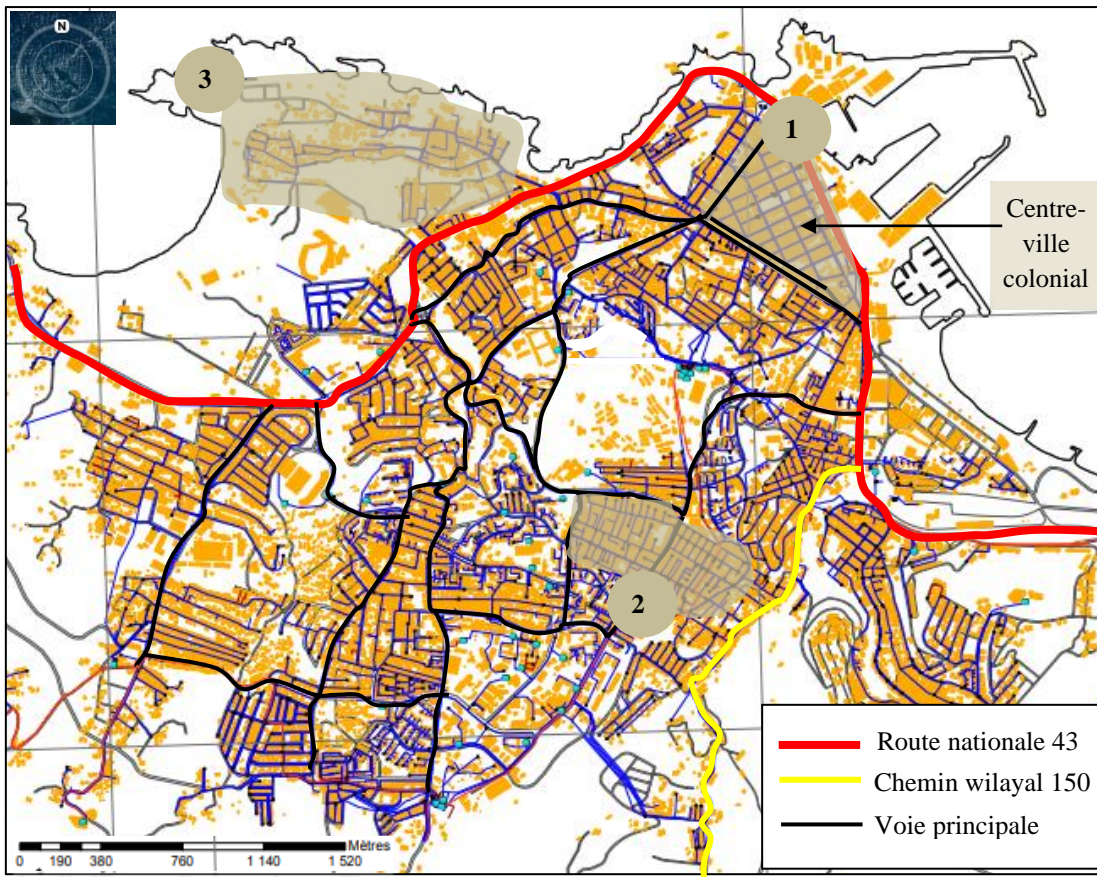 N
3
1
Centre-
ville
colonial
2
Route nationale 43
Chemin wilayal 150
Voie principale
Mètres
0 190 380 760 1 140 1 520